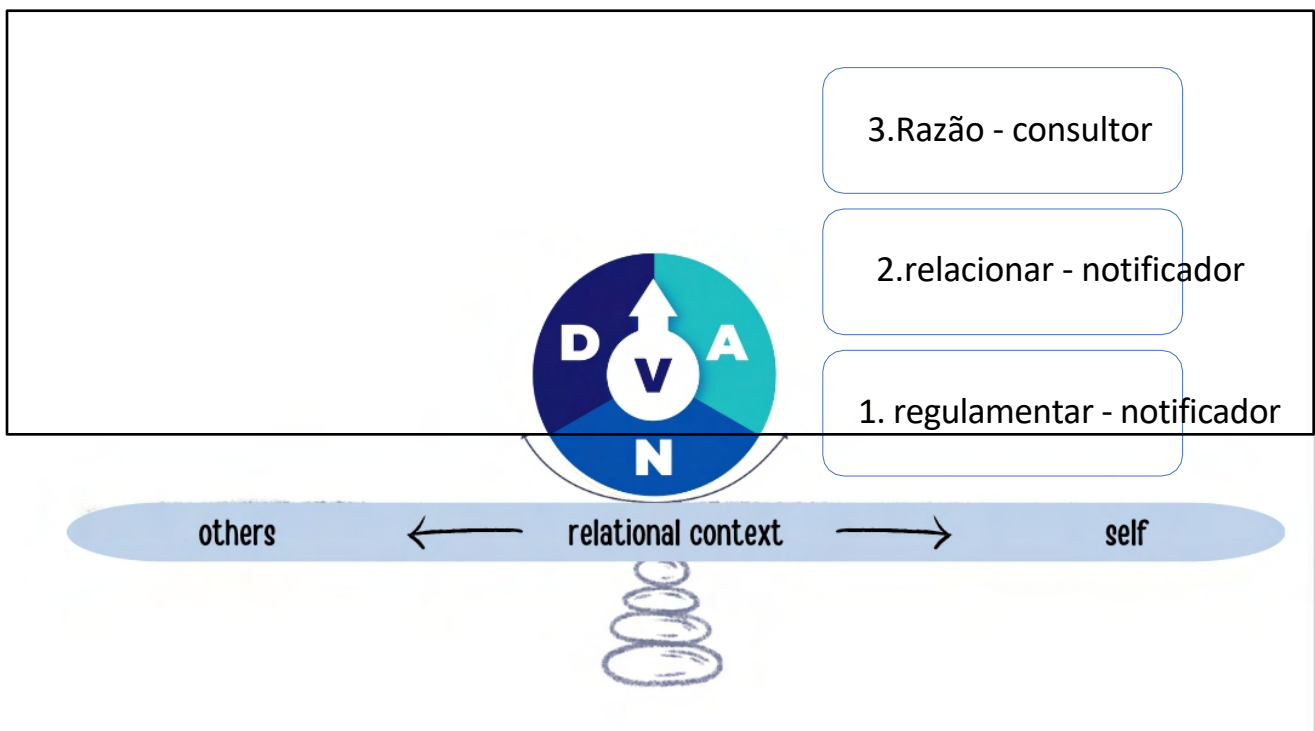 3.Razão - consultor
2.relacionar - notificador
D
A
V
1. regulamentar - notificador
N
others
relational context
self